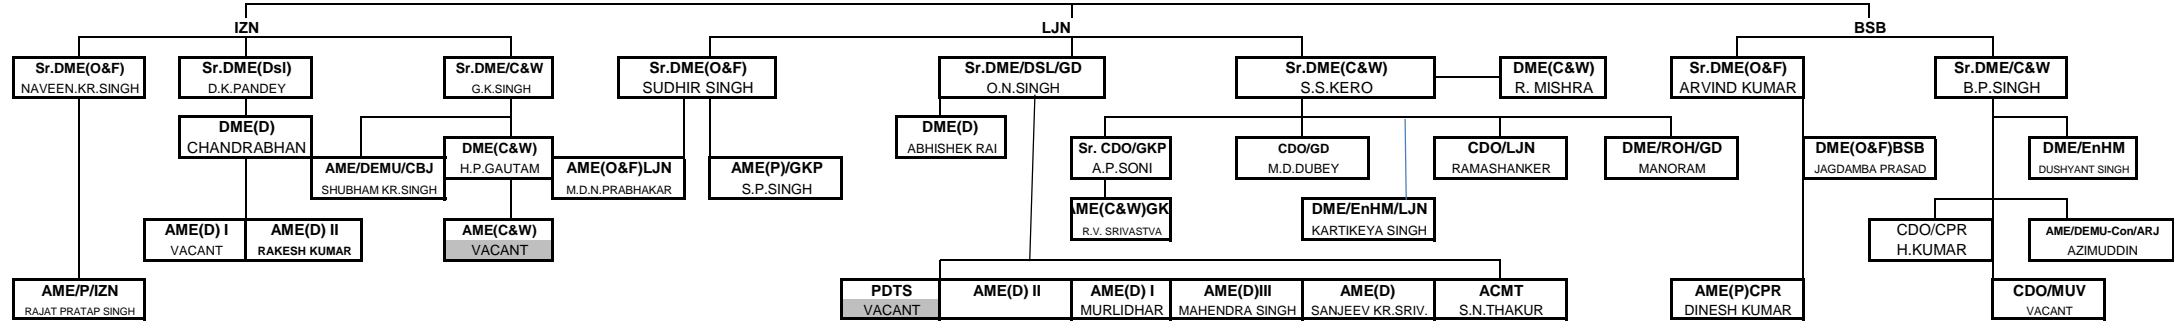 IZN
LJN
BSB
Sr.DME(O&F)
NAVEEN.KR.SINGH
Sr.DME(Dsl)
D.K.PANDEY
Sr.DME/C&W
G.K.SINGH
Sr.DME(O&F)
SUDHIR SINGH
Sr.DME/DSL/GD
O.N.SINGH
Sr.DME(C&W)
S.S.KERO
DME(C&W)
R. MISHRA
Sr.DME(O&F)
ARVIND KUMAR
Sr.DME/C&W
B.P.SINGH
DME(D)
CHANDRABHAN
AME/DEMU/CBJ
SHUBHAM KR.SINGH
DME(C&W)
H.P.GAUTAM
AME(O&F)LJN
M.D.N.PRABHAKAR
AME(P)/GKP
S.P.SINGH
DME(D)
ABHISHEK RAI
Sr. CDO/GKP
A.P.SONI
CDO/GD
M.D.DUBEY
CDO/LJN
RAMASHANKER
DME/ROH/GD
MANORAM
DME(O&F)BSB
JAGDAMBA PRASAD
DME/EnHM
DUSHYANT SINGH
AME(D) I
VACANT
AME(D) II
RAKESH KUMAR
AME(C&W)
VACANT
AME(C&W)GK
R.V. SRIVASTVA
DME/EnHM/LJN
KARTIKEYA SINGH
CDO/CPR
H.KUMAR
AME/DEMU-Con/ARJ
AZIMUDDIN
AME/P/IZN
RAJAT PRATAP SINGH
PDTS
VACANT
AME(D) II
AME(D) I
MURLIDHAR
AME(D)III
MAHENDRA SINGH
AME(D)
SANJEEV KR.SRIV.
ACMT
S.N.THAKUR
AME(P)CPR
DINESH KUMAR
CDO/MUV
VACANT